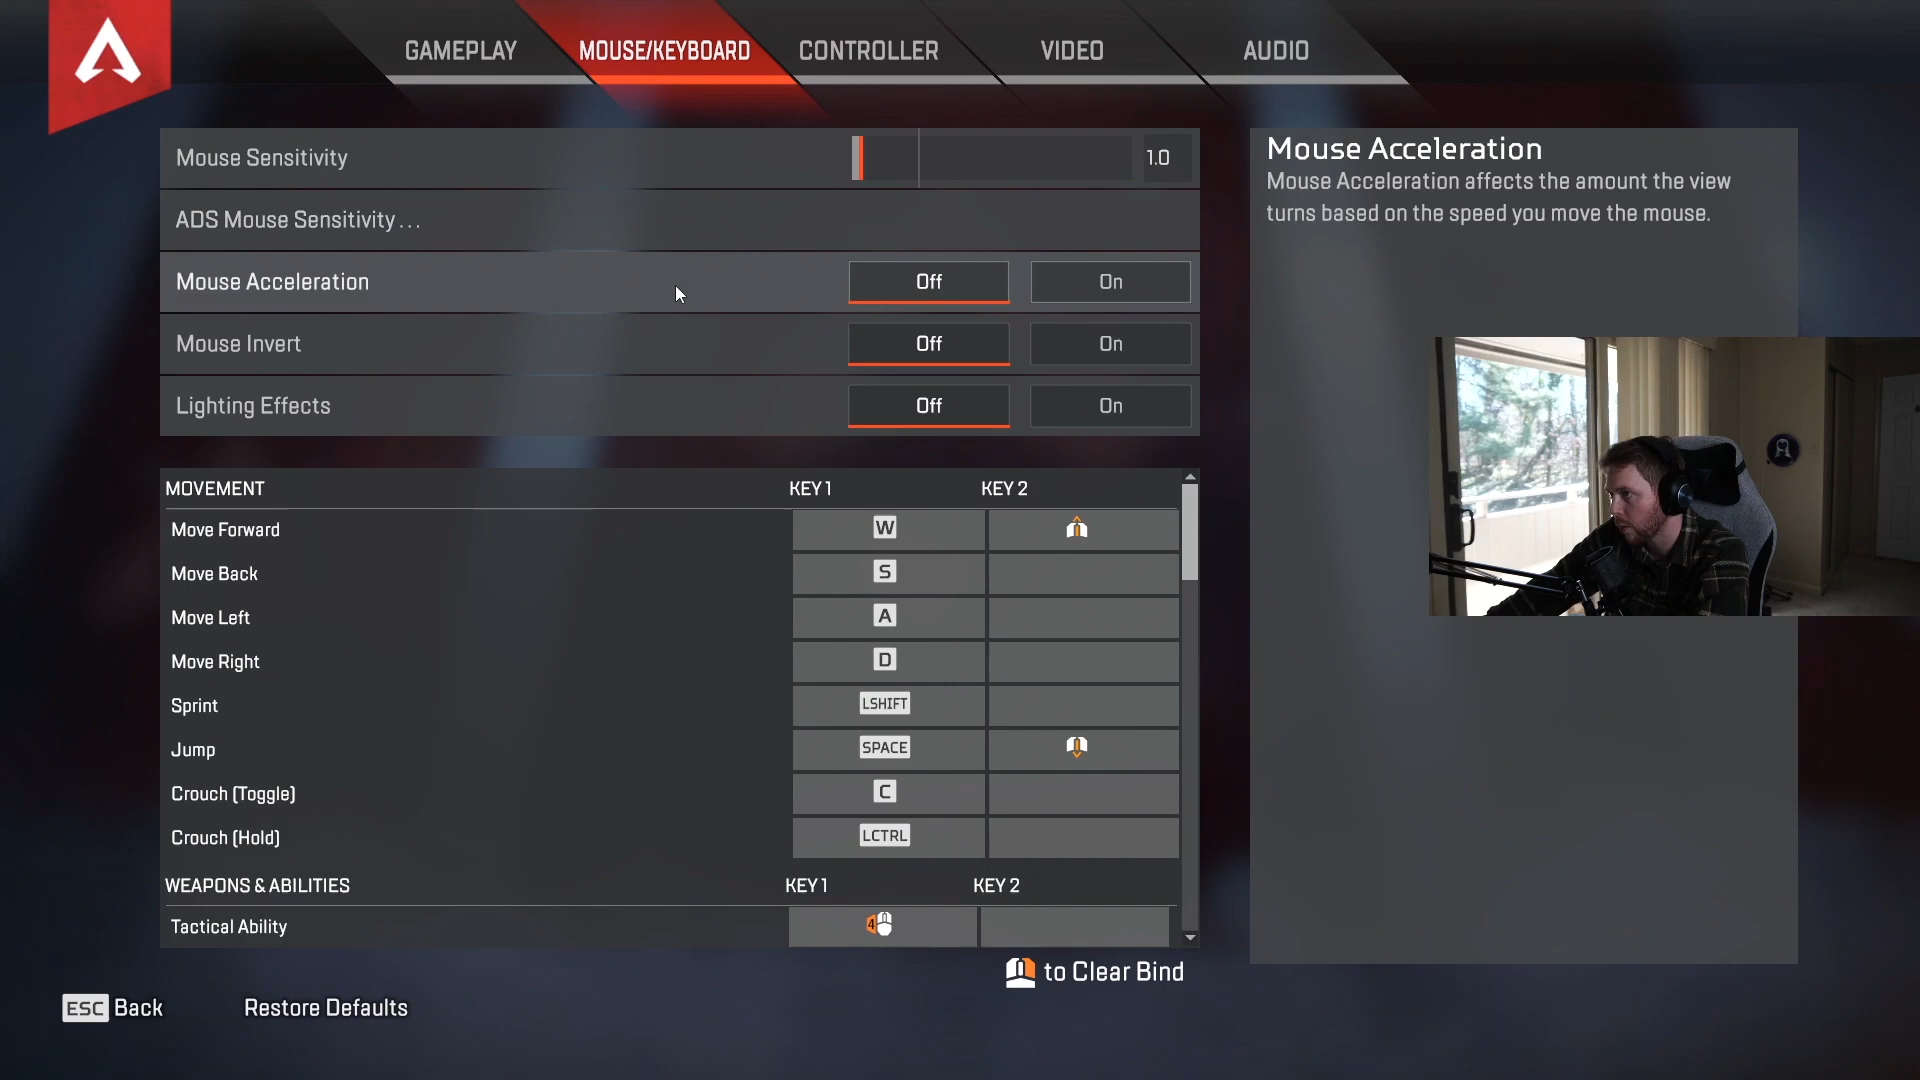 GAMEPLAY MOUSE/KEYBOARD CONTROLLER VIDEO AUDIO
Mouse Sensitivity 1.0
ADS Mouse Sensitivity...
Mouse Acceleration Off On
Mouse Invert Off On
Lighting Effects Off On
Mouse Acceleration
Mouse Acceleration affects the amount the view
turns based on the speed you move the mouse.
MOVEMENT KEY 1 KEY 2
Move Forward W
Move Back S
Move Left A
Move Right D
Sprint LSHIFT
Jump SPACE
Crouch (Toggle) C
Crouch (Hold) LCTRL
WEAPONS & ABILITIES KEY 1 KEY 2
Tactical Ability 4
to Clear Bind
ESC Back Restore Defaults